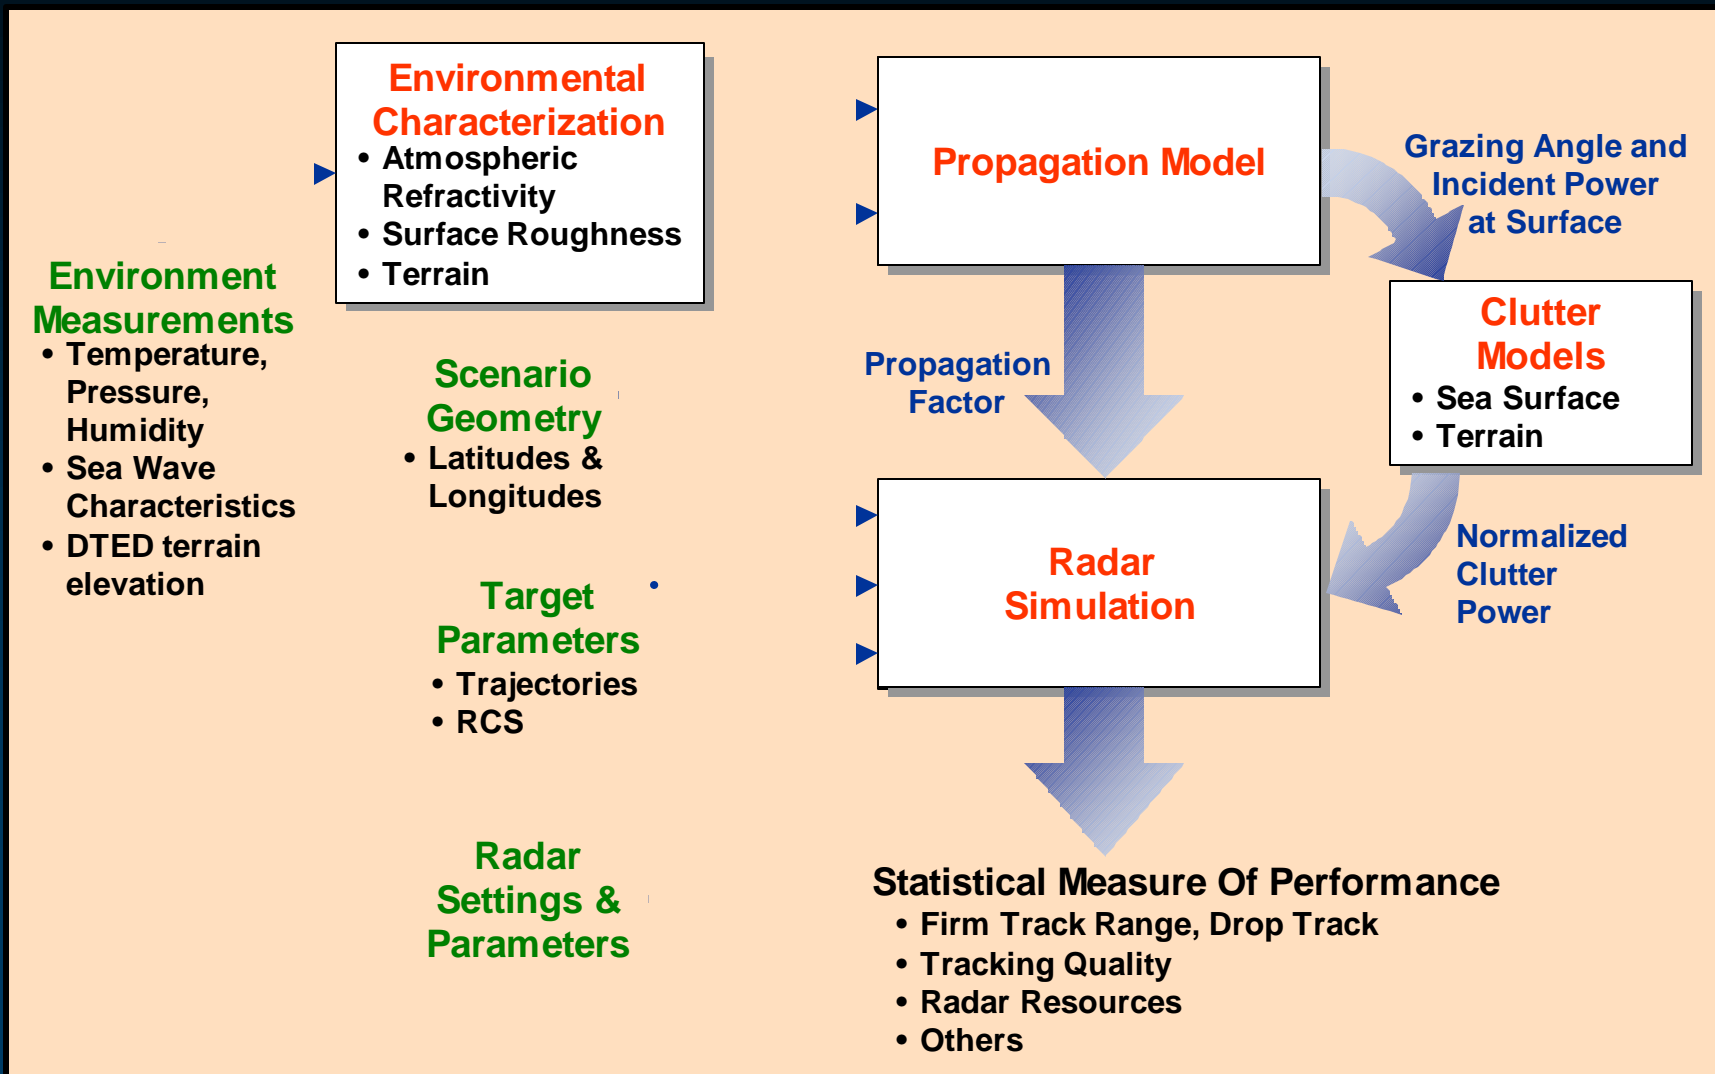 Environmental
Characterization
• Atmospheric
Refractivity
• Surface Roughness
• Terrain
Environment
Measurements
• Temperature,
Pressure,
Humidity
• Sea Wave
Characteristics
• DTED terrain
elevation
Scenario
Geometry
• Latitudes &
Longitudes
Target
Parameters
• Trajectories
• RCS
Radar
Settings &
Parameters
Propagation Model
Grazing Angle and
Incident Power
at Surface
Clutter
Models
• Sea Surface
• Terrain
Propagation
Factor
Normalized
Clutter
Power
Radar
Simulation
Statistical Measure Of Performance
• Firm Track Range, Drop Track
• Tracking Quality
• Radar Resources
• Others